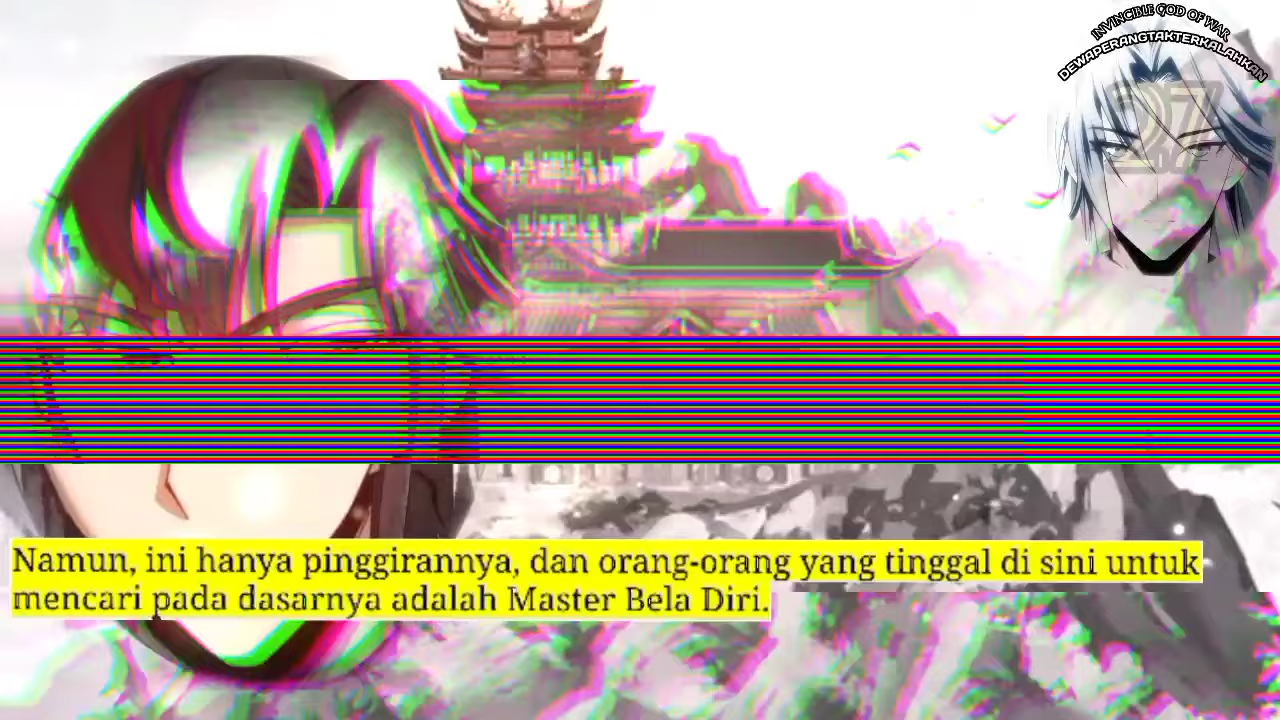 INVINCIBLE GOD OF WAR
DEWAPERANGTAKTERKALAHKAN
27
Namun, ini hanya pinggirannya, dan orang-orang yang tinggal di sini untuk
mencari pada dasarnya adalah Master Bela Diri.